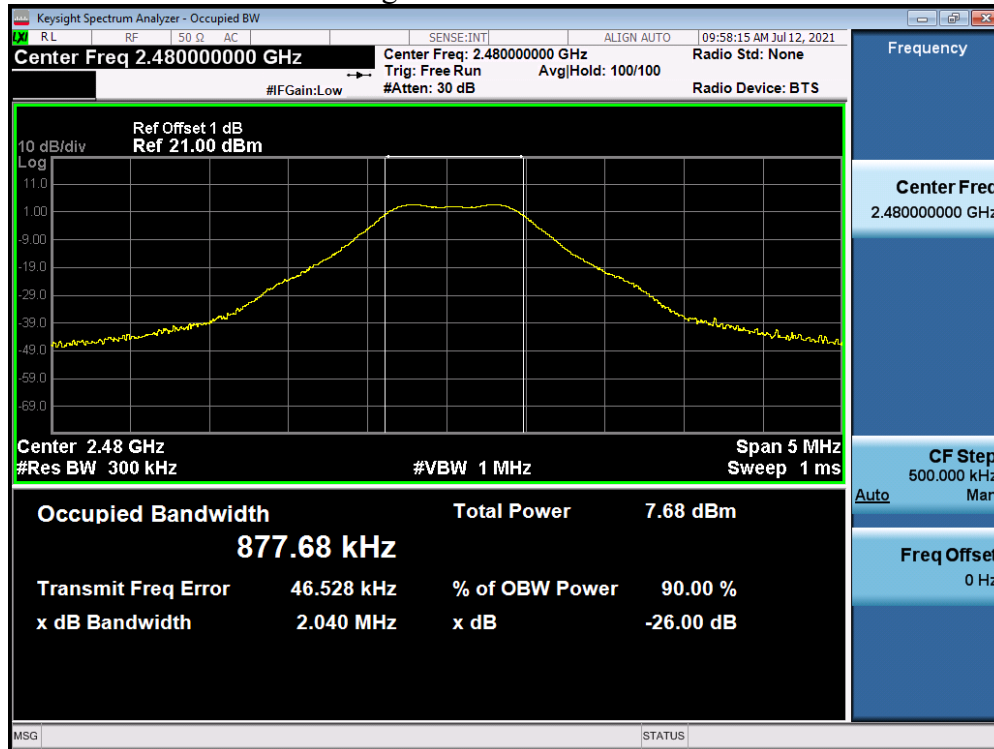 Keysight Spectrum Analyzer - Occupied BW
LXI RL RF 50 Ω AC SENSE:INT ALIGN AUTO 09:58:15 AM Jul 12, 2021
Center Freq 2.480000000 GHz
Center Freq: 2.480000000 GHz Radio Std: None
Trig: Free Run Avg|Hold: 100/100
#IFGain:Low #Atten: 30 dB Radio Device: BTS
Ref Offset 1 dB
10 dB/div Ref 21.00 dBm
Log
11.0
1.00
-9.00
-19.0
-29.0
-39.0
-49.0
-59.0
-69.0
Center 2.48 GHz Span 5 MHz
#Res BW 300 kHz #VBW 1 MHz Sweep 1 ms
Occupied Bandwidth Total Power 7.68 dBm
877.68 kHz
Transmit Freq Error 46.528 kHz % of OBW Power 90.00 %
x dB Bandwidth 2.040 MHz x dB -26.00 dB
MSG STATUS
Frequency
Center Freq
2.480000000 GHz
CF Step
500.000 kHz
Auto Man
Freq Offset
0 Hz